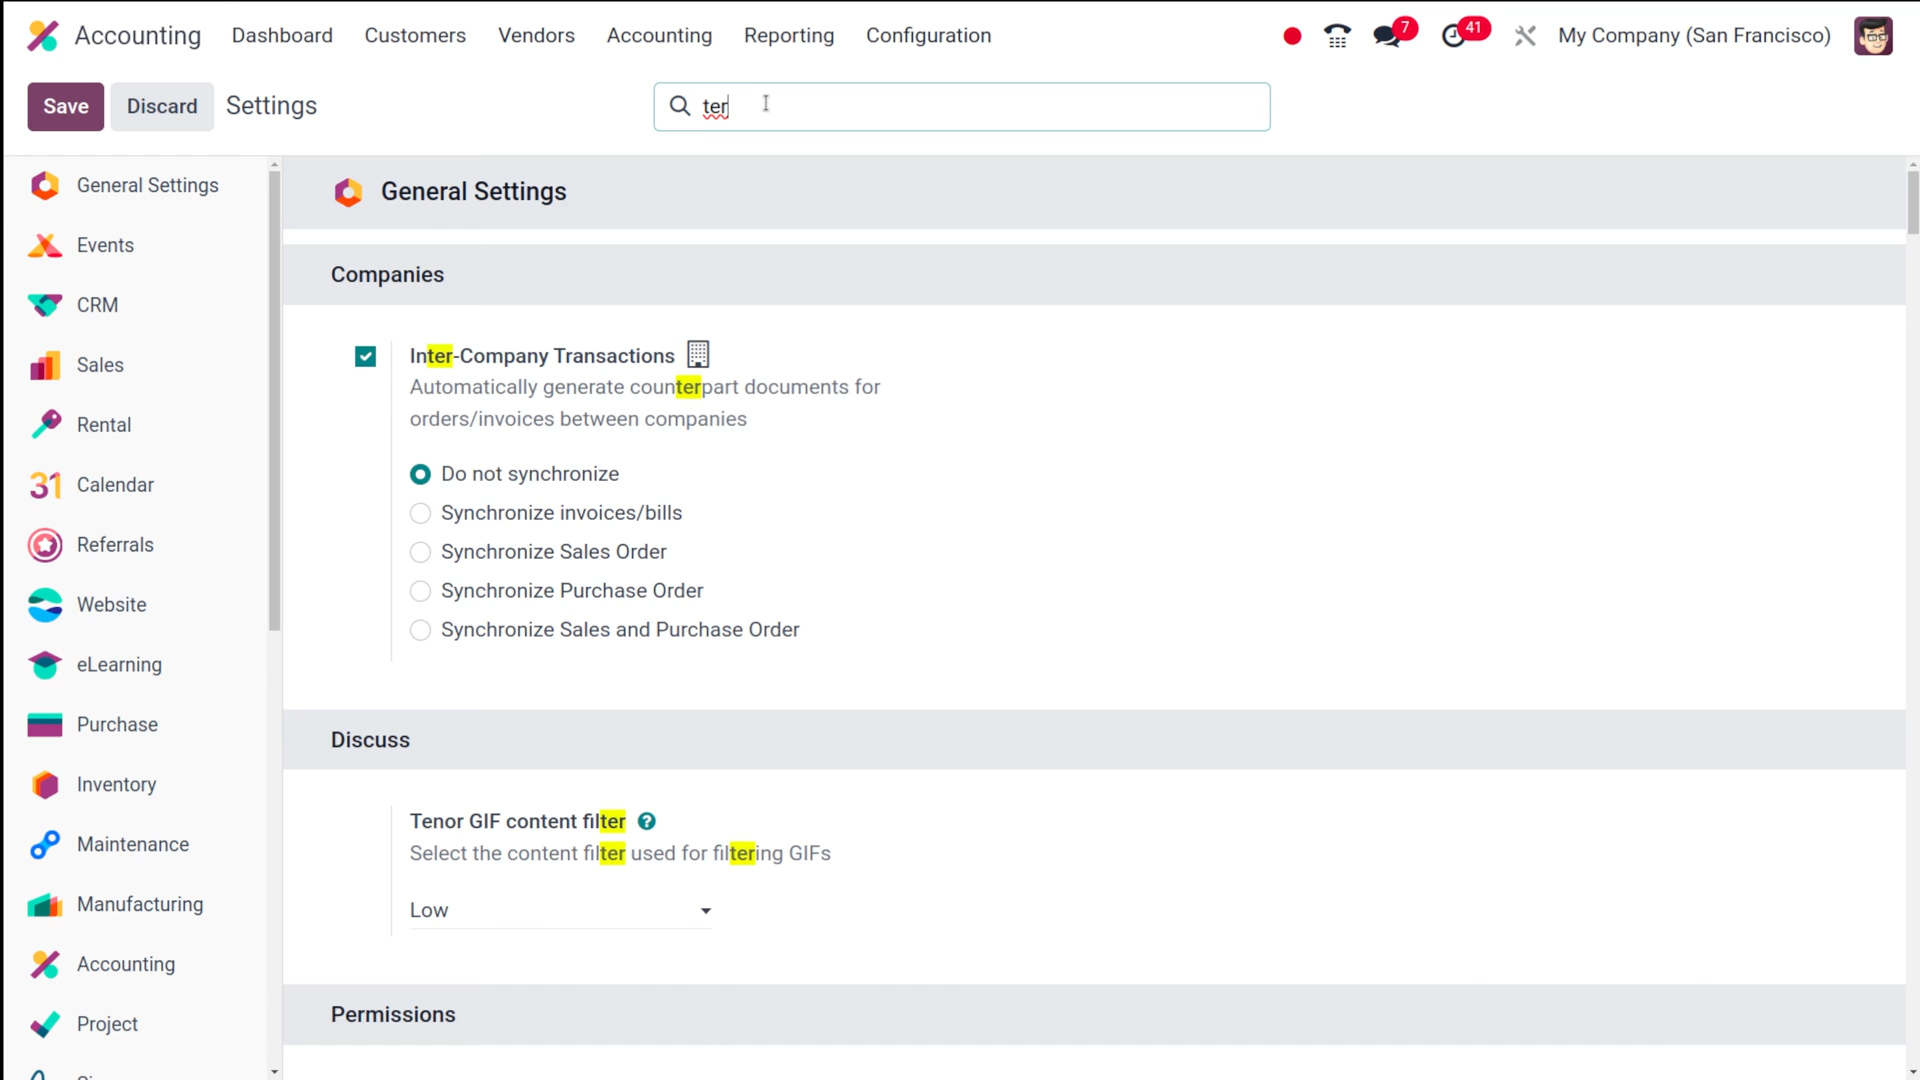 Accounting Dashboard Customers Vendors Accounting Reporting Configuration 7 41 My Company (San Francisco)
Save Discard Settings ter
General Settings
Events
CRM
Sales
Rental
31 Calendar
Referrals
Website
eLearning
Purchase
Inventory
Maintenance
Manufacturing
Accounting
Project
General Settings
Companies
Inter-Company Transactions
Automatically generate counterpart documents for
orders/invoices between companies
Do not synchronize
Synchronize invoices/bills
Synchronize Sales Order
Synchronize Purchase Order
Synchronize Sales and Purchase Order
Discuss
Tenor GIF content filter ?
Select the content filter used for filtering GIFs
Low
Permissions